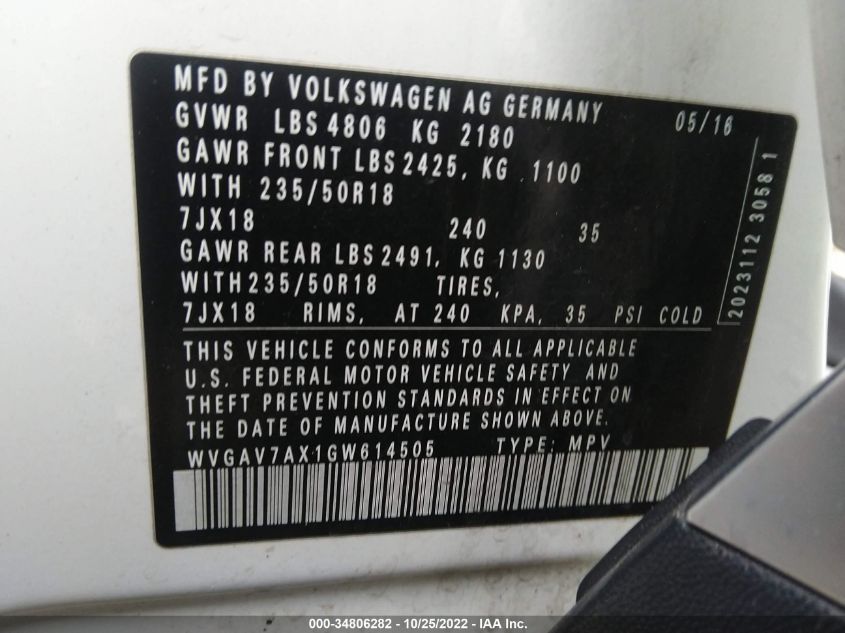 MFD BY VOLKSWAGEN AG GERMANY 05/16
GVWR LBS 4806 KG 2180
GAWR FRONT LBS 2425, KG 1100
WITH 235/50R18
7JX18 240 35
GAWR REAR LBS 2491, KG 1130
WITH 235/50R18 TIRES,
7JX18 RIMS, AT 240 KPA, 35 PSI COLD
2023112 3058 1
THIS VEHICLE CONFORMS TO ALL APPLICABLE
U.S. FEDERAL MOTOR VEHICLE SAFETY AND
THEFT PREVENTION STANDARDS IN EFFECT ON
THE DATE OF MANUFACTURE SHOWN ABOVE.
WVGAV7AX1GW614505 TYPE: MPV
000-34806282 - 10/25/2022 - IAA Inc.